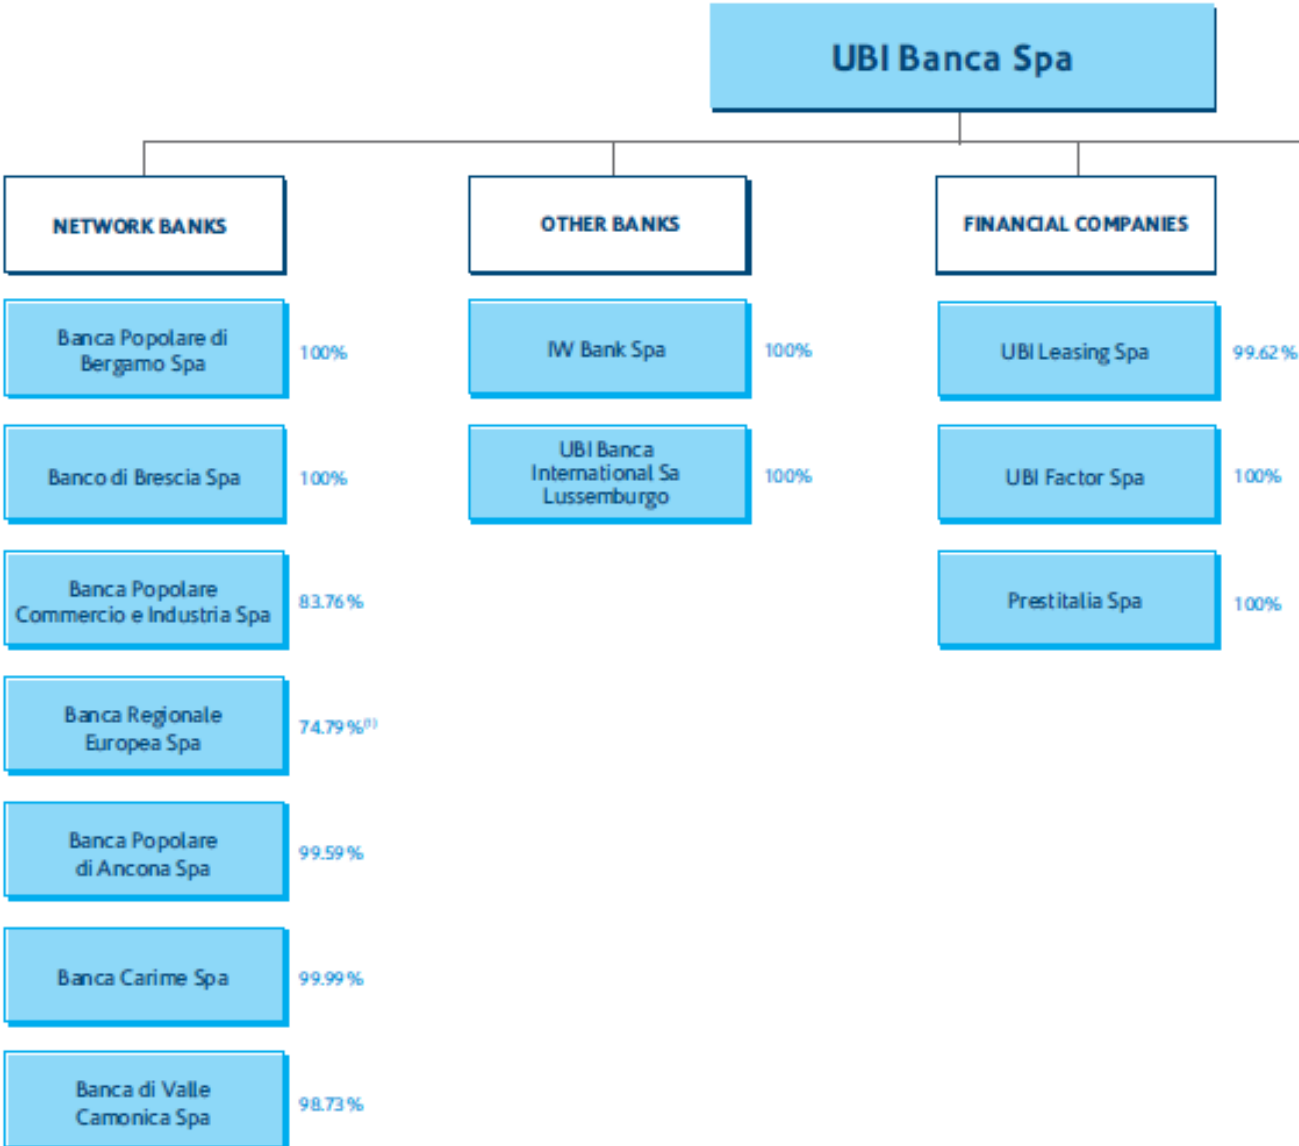 UBI Banca Spa
NETWORK BANKS
Banca Popolare di
Bergamo Spa
100%
Banco di Brescia Spa
100%
Banca Popolare
Commercio e Industria Spa
83.76%
Banca Regionale
Europea Spa
74.79%(1)
Banca Popolare
di Ancona Spa
99.59%
Banca Carime Spa
99.99%
Banca di Valle
Camonica Spa
98.73%
OTHER BANKS
IW Bank Spa
100%
UBI Banca
International Sa
Lussemburgo
100%
FINANCIAL COMPANIES
UBI Leasing Spa
99.62%
UBI Factor Spa
100%
Prestitalia Spa
100%